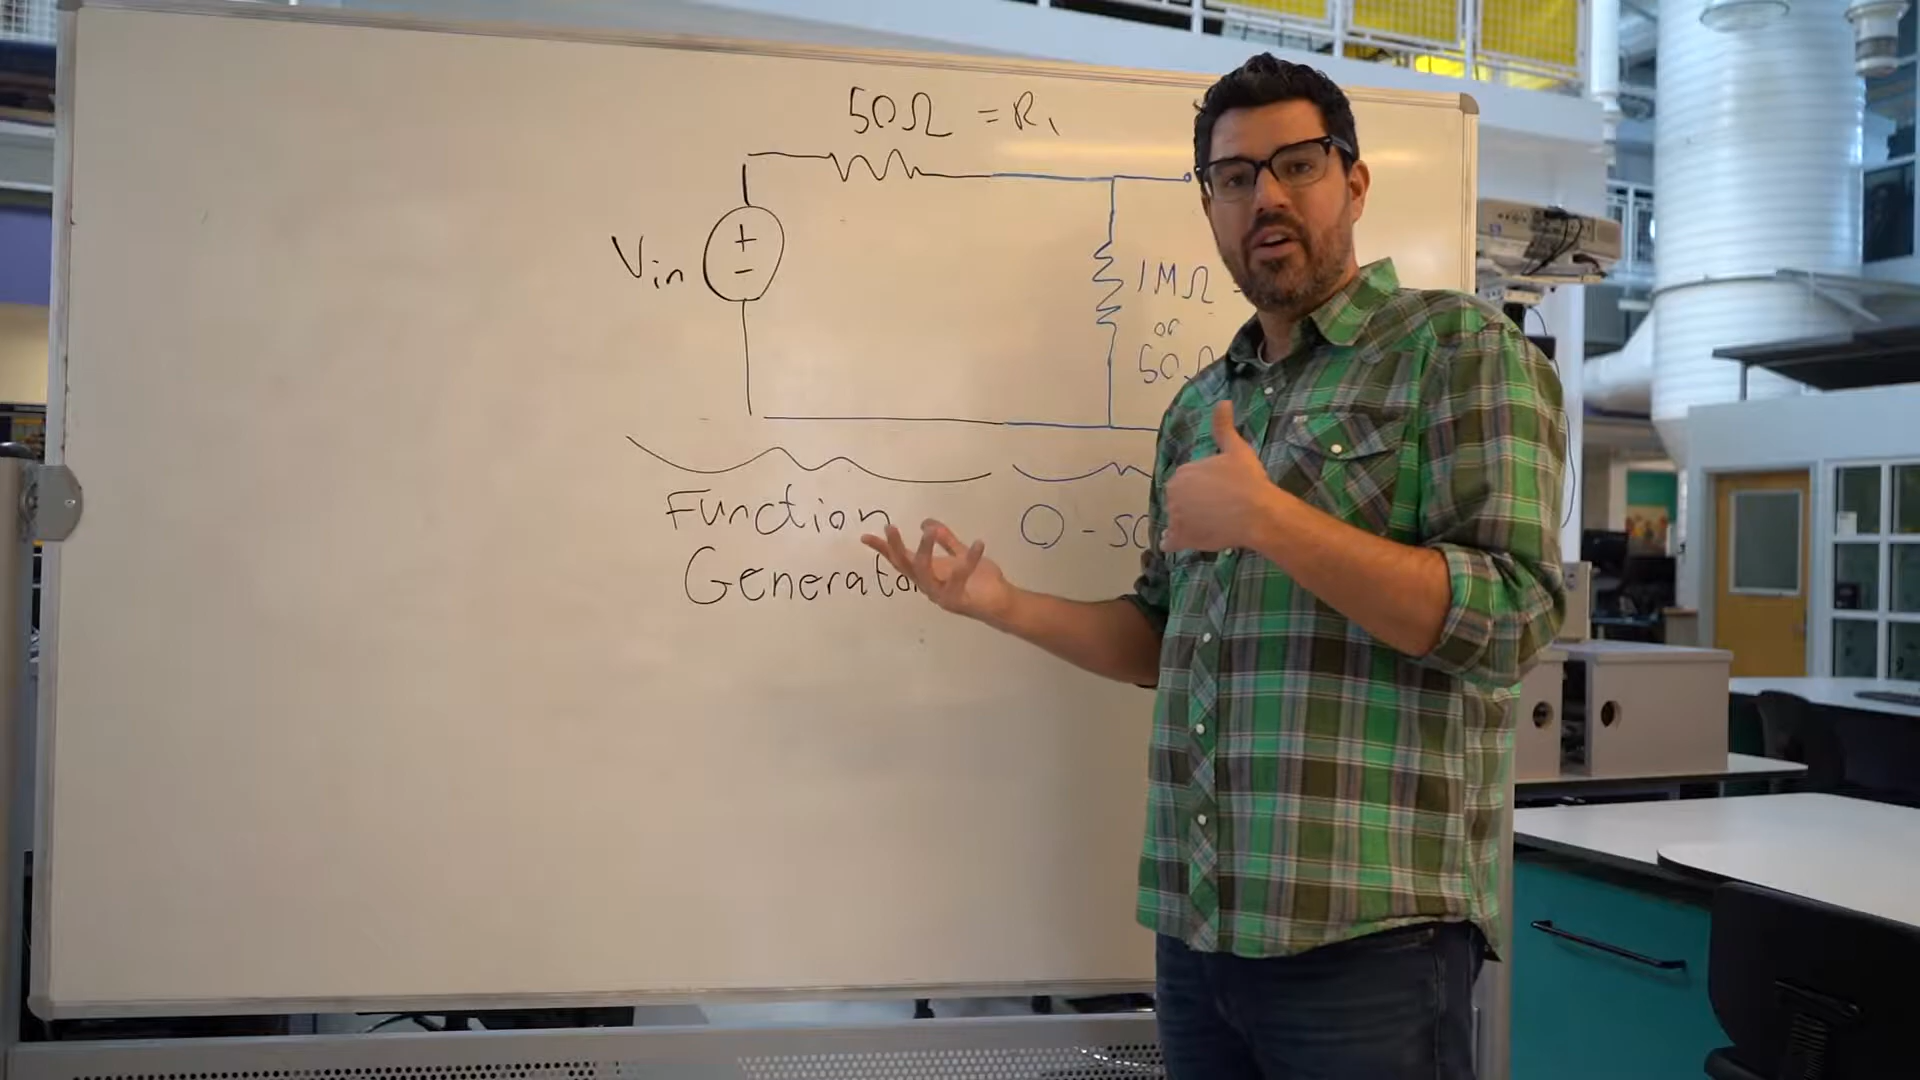 50Ω = R1
+
Vin
−
1MΩ
or
50Ω
Function
Generator
O-sc